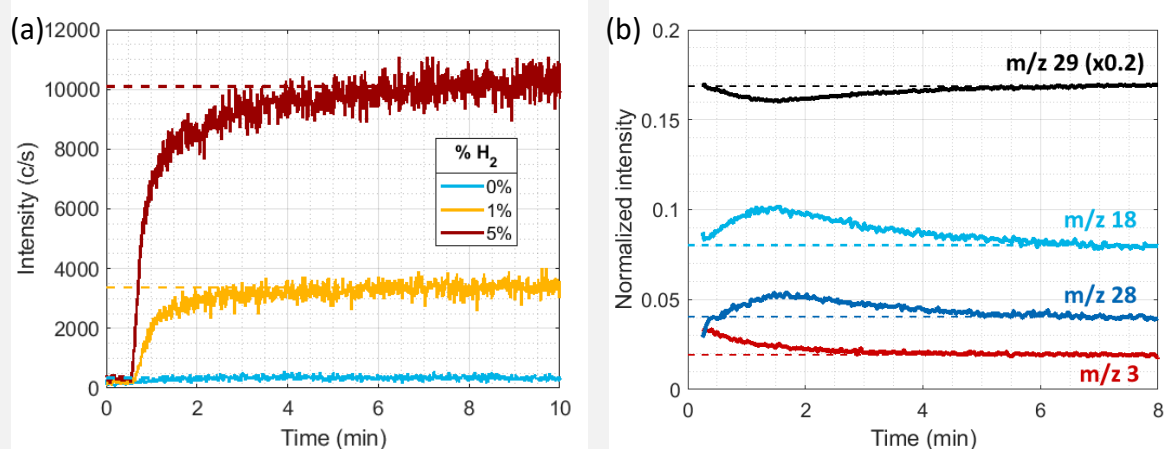 (a)
12000
10000
8000
6000
4000
2000
0
Intensity (c/s)
% H2
0%
1%
5%
0 2 4 6 8 10
Time (min)
(b)
0.2
0.15
0.1
0.05
0
Normalized intensity
m/z 29 (x0.2)
m/z 18
m/z 28
m/z 3
0 2 4 6 8
Time (min)